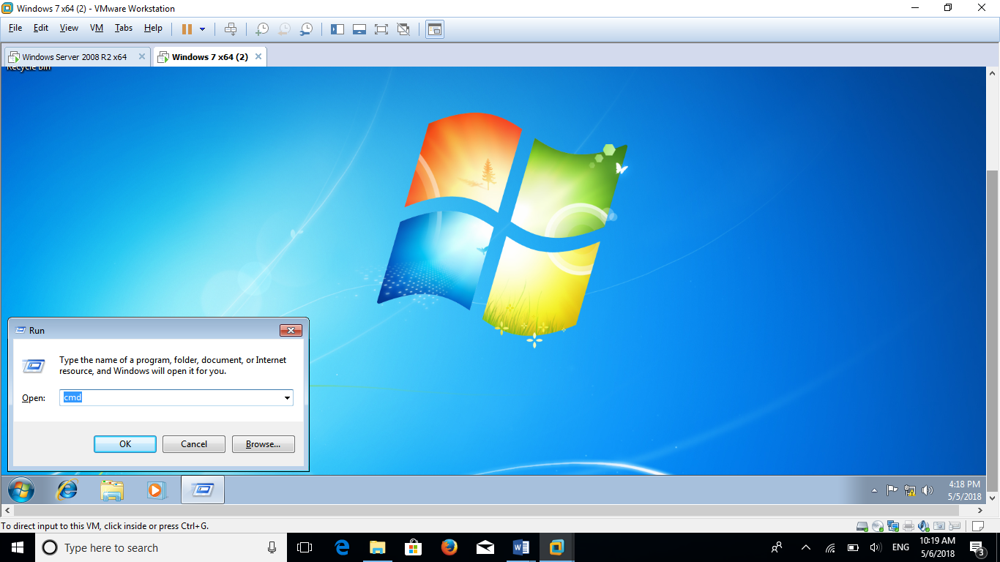 Windows 7 x64 (2) - VMware Workstation
File Edit View VM Tabs Help
Windows Server 2008 R2 x64 Windows 7 x64 (2)
Recycle Bin
Run
Type the name of a program, folder, document, or Internet
resource, and Windows will open it for you.
Open: cmd
OK Cancel Browse...
4:18 PM
5/5/2018
To direct input to this VM, click inside or press Ctrl+G.
Type here to search
ENG
10:19 AM
5/6/2018
3